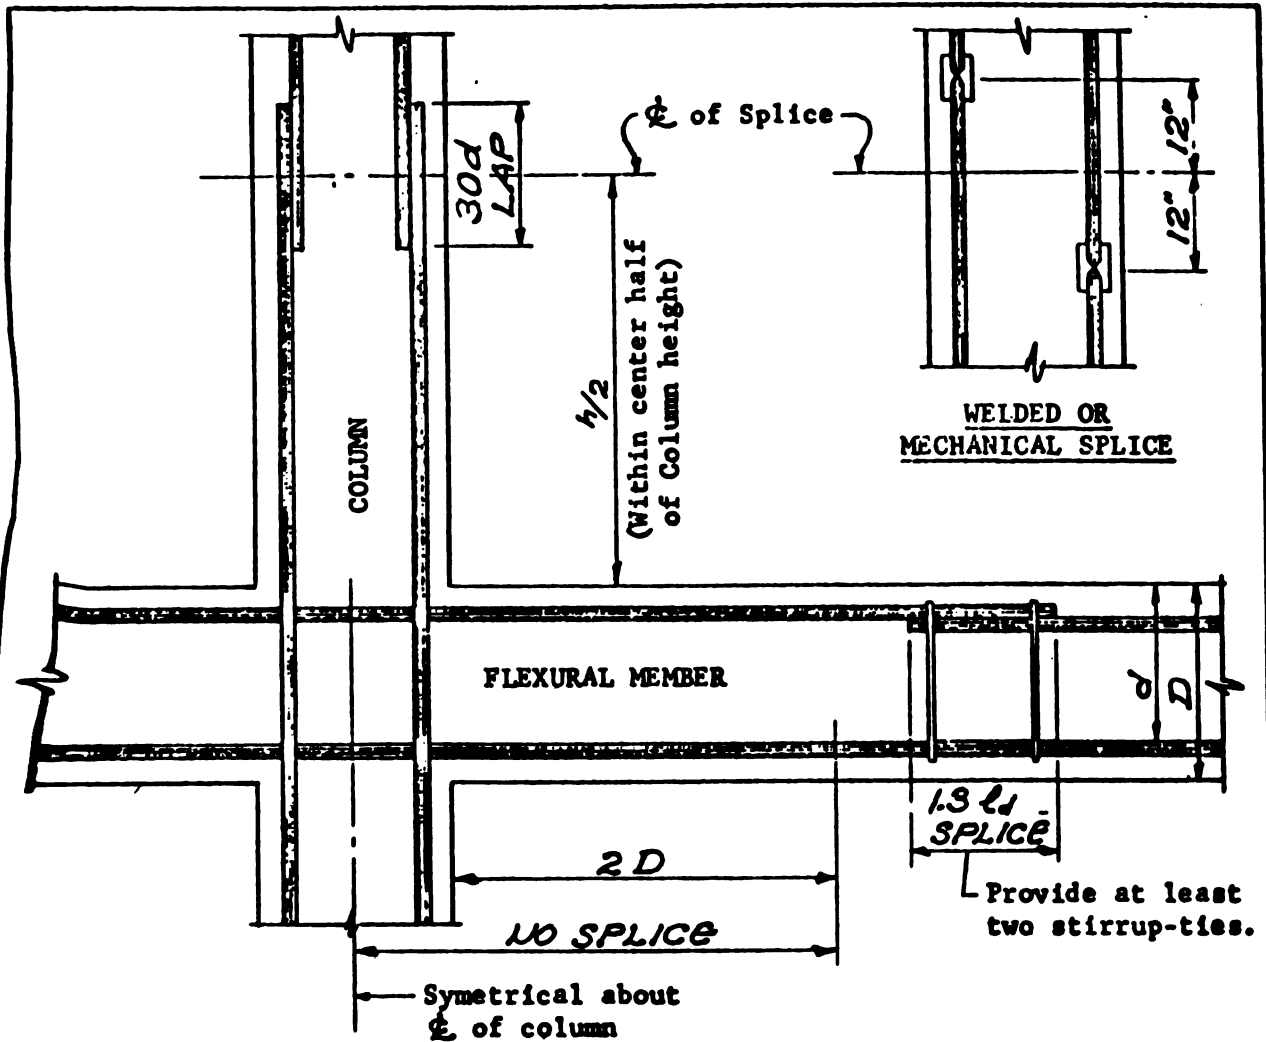 ℄ of Splice
30d
LAP
12"
12"
h/2
(Within center half
of Column height)
COLUMN
WELDED OR
MECHANICAL SPLICE
FLEXURAL MEMBER
d
D
1.3 ld
SPLICE
2D
NO SPLICE
Provide at least
two stirrup-ties.
Symetrical about
℄ of column